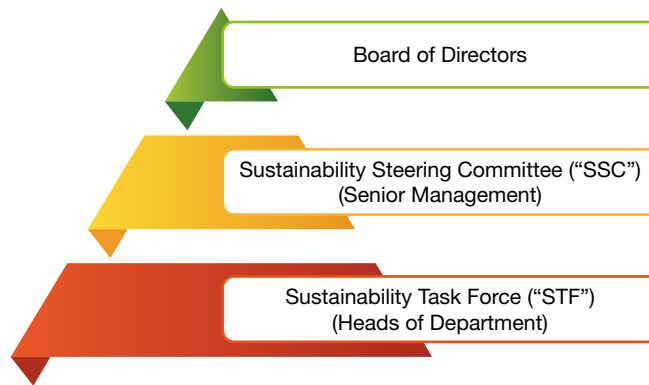 Board of Directors
Sustainability Steering Committee (“SSC”)
(Senior Management)
Sustainability Task Force (“STF”)
(Heads of Department)